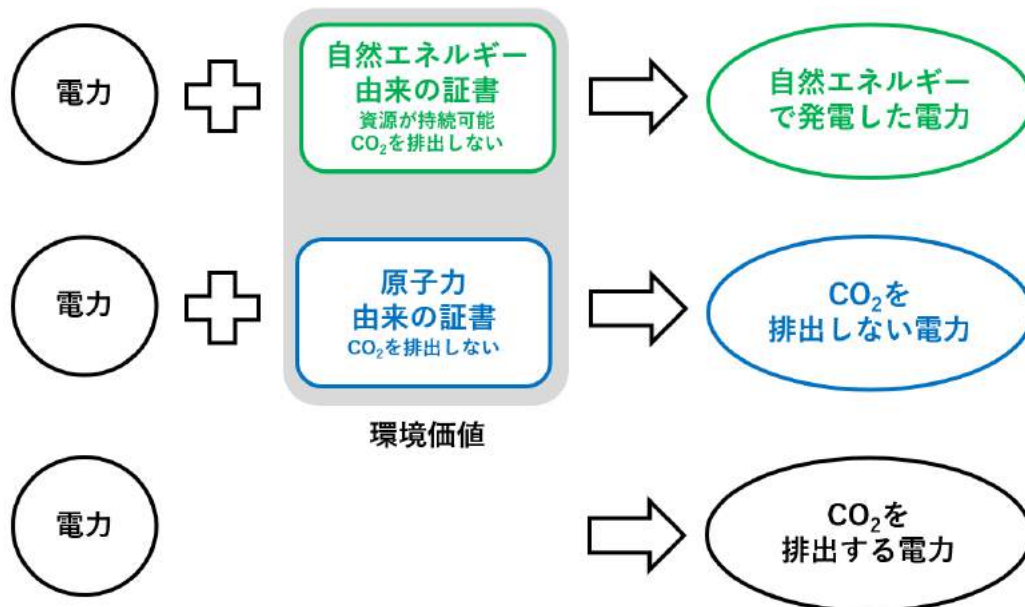 電力
自然エネルギー
由来の証書
資源が持続可能
CO₂を排出しない
自然エネルギー
で発電した電力
電力
原子力
由来の証書
CO₂を排出しない
CO₂を
排出しない電力
環境価値
電力
CO₂を
排出する電力